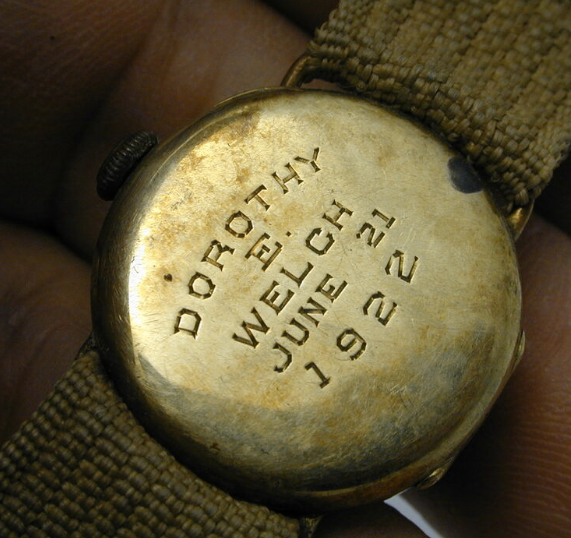 DOROTHY
E.
WELCH
JUNE 21
1922